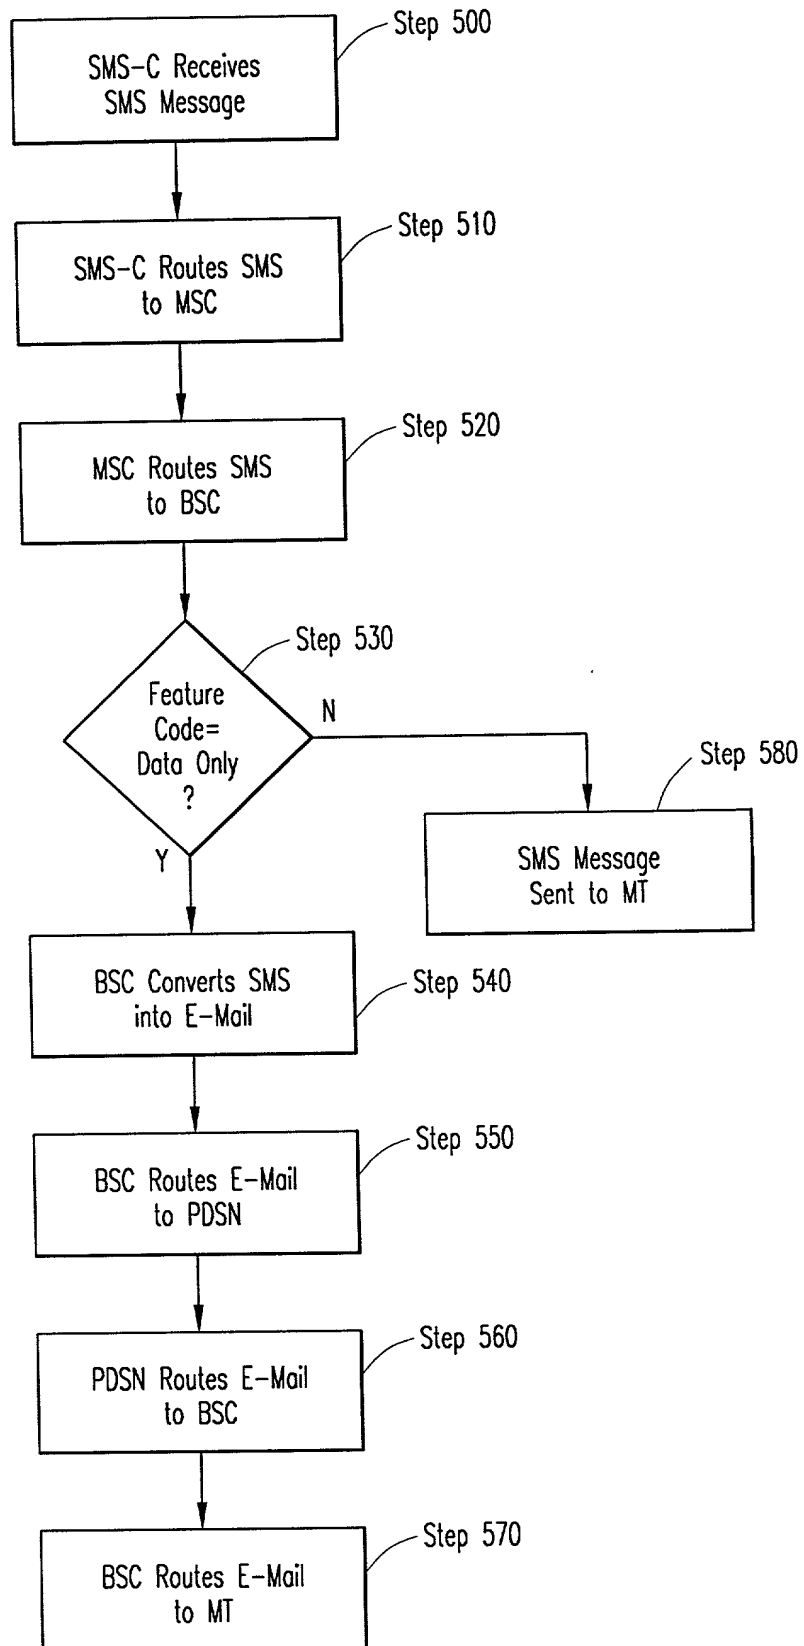 Step 500
SMS-C Receives
SMS Message
Step 510
SMS-C Routes SMS
to MSC
Step 520
MSC Routes SMS
to BSC
Step 530
Feature
Code=
Data Only
?
N
Y
Step 580
SMS Message
Sent to MT
Step 540
BSC Converts SMS
into E-Mail
Step 550
BSC Routes E-Mail
to PDSN
Step 560
PDSN Routes E-Mail
to BSC
Step 570
BSC Routes E-Mail
to MT